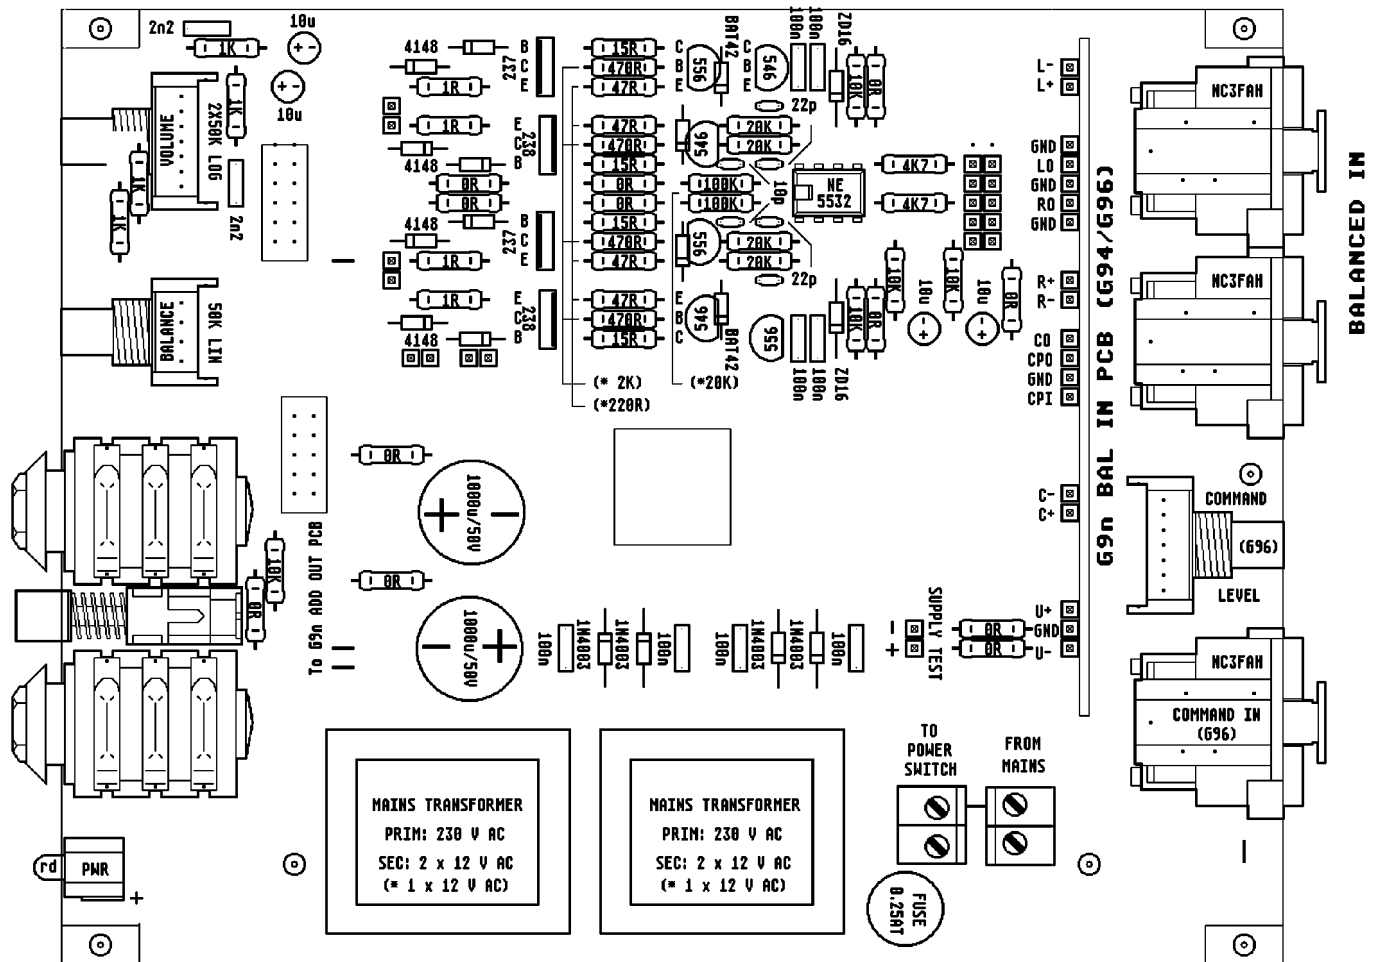 2n2
10u
1K
10u
1K
VOLUME
2X50K LOG
1K
1K
2n2
BALANCE
50K LIN
4148
B
C
E
237
1R
1R
E
C
B
238
4148
0R
0R
4148
B
C
E
237
1R
1R
E
C
B
238
4148
15R
470R
47R
47R
470R
15R
0R
0R
15R
470R
47R
47R
470R
15R
(* 2K)
(*220R)
(*20K)
C
B
E
556
BAT42
C
B
E
546
100n
100n
ZD16
10K
0R
22p
546
20K
20K
10p
100K
100K
NE
5532
4K7
4K7
556
20K
20K
22p
E
B
C
546
BAT42
556
100n
100n
ZD16
10K
0R
10K
10u
10K
10u
0R
L-
L+
GND
LO
GND
RO
GND
R+
R-
CO
CPO
GND
CPI
C-
C+
U+
GND
U-
G9n BAL IN PCB (G94/G96)
NC3FAH
NC3FAH
BALANCED IN
COMMAND
(G96)
LEVEL
NC3FAH
COMMAND IN
(G96)
0R
1000u/50V
+ -
0R
1000u/50V
- +
10K
0R
To G9n ADD OUT PCB
100n
1N4003
100n
100n
1N4003
1N4003
100n
SUPPLY TEST
- +
0R
0R
MAINS TRANSFORMER
PRIM: 230 V AC
SEC: 2 x 12 V AC
(* 1 x 12 V AC)
MAINS TRANSFORMER
PRIM: 230 V AC
SEC: 2 x 12 V AC
(* 1 x 12 V AC)
TO
POWER
SWITCH
FROM
MAINS
FUSE
0.25AT
rd
PWR
+